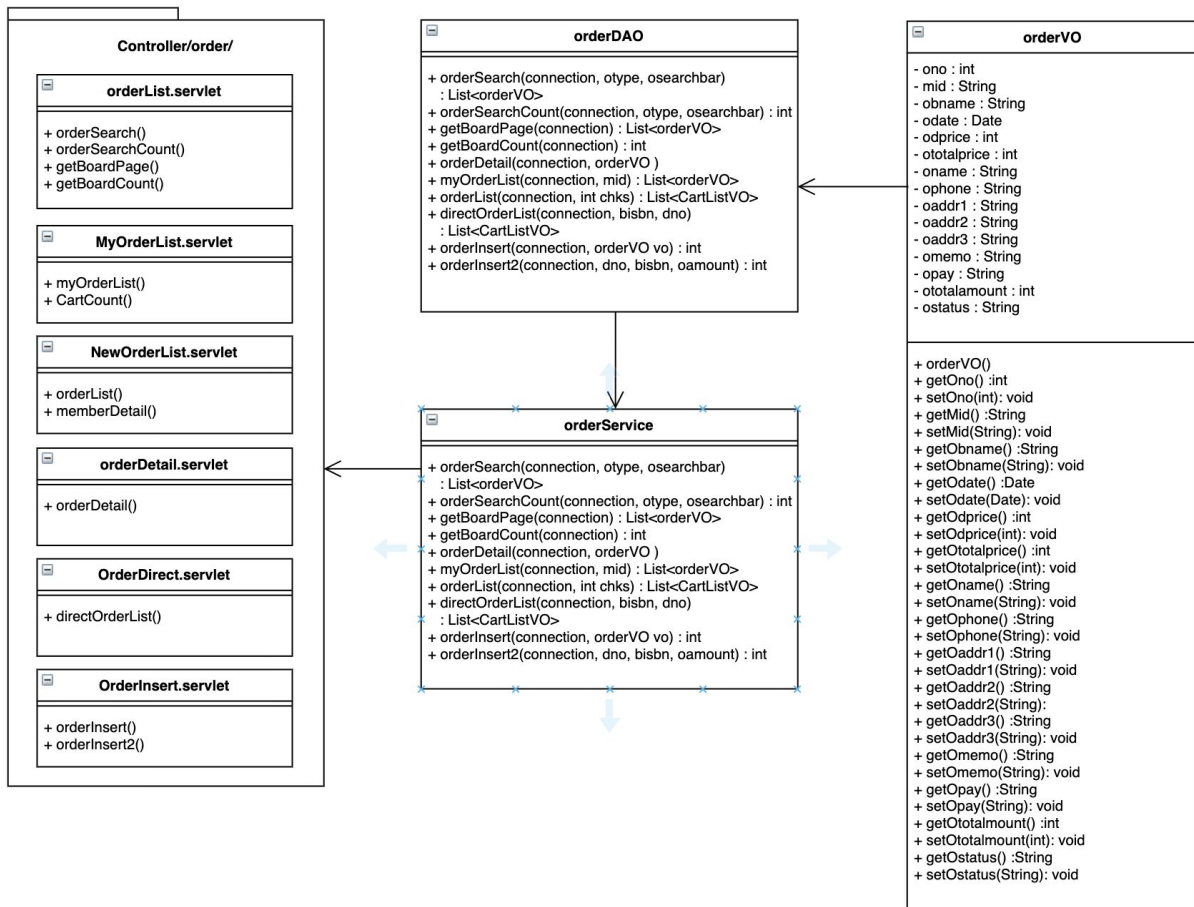 Controller/order/
orderList.servlet
+ orderSearch()
+ orderSearchCount()
+ getBoardPage()
+ getBoardCount()
MyOrderList.servlet
+ myOrderList()
+ CartCount()
NewOrderList.servlet
+ orderList()
+ memberDetail()
orderDetail.servlet
+ orderDetail()
OrderDirect.servlet
+ directOrderList()
OrderInsert.servlet
+ orderInsert()
+ orderInsert2()
orderDAO
+ orderSearch(connection, otype, osearchbar)
: List<orderVO>
+ orderSearchCount(connection, otype, osearchbar) : int
+ getBoardPage(connection) : List<orderVO>
+ getBoardCount(connection) : int
+ orderDetail(connection, orderVO )
+ myOrderList(connection, mid) : List<orderVO>
+ orderList(connection, int chks) : List<CartListVO>
+ directOrderList(connection, bisbn, dno)
: List<CartListVO>
+ orderInsert(connection, orderVO vo) : int
+ orderInsert2(connection, dno, bisbn, oamount) : int
orderService
+ orderSearch(connection, otype, osearchbar)
: List<orderVO>
+ orderSearchCount(connection, otype, osearchbar) : int
+ getBoardPage(connection) : List<orderVO>
+ getBoardCount(connection) : int
+ orderDetail(connection, orderVO )
+ myOrderList(connection, mid) : List<orderVO>
+ orderList(connection, int chks) : List<CartListVO>
+ directOrderList(connection, bisbn, dno)
: List<CartListVO>
+ orderInsert(connection, orderVO vo) : int
+ orderInsert2(connection, dno, bisbn, oamount) : int
orderVO
- ono : int
- mid : String
- obname : String
- odate : Date
- odprice : int
- ototalprice : int
- oname : String
- ophone : String
- oaddr1 : String
- oaddr2 : String
- oaddr3 : String
- omemo : String
- opay : String
- ototalamount : int
- ostatus : String
+ orderVO()
+ getOno() :int
+ setOno(int): void
+ getMid() :String
+ setMid(String): void
+ getObname() :String
+ setObname(String): void
+ getOdate() :Date
+ setOdate(Date): void
+ getOdprice() :int
+ setOdprice(int): void
+ getOtotalprice() :int
+ setOtotalprice(int): void
+ getOname() :String
+ setOname(String): void
+ getOphone() :String
+ setOphone(String): void
+ getOaddr1() :String
+ setOaddr1(String): void
+ getOaddr2() :String
+ setOaddr2(String):
+ getOaddr3() :String
+ setOaddr3(String): void
+ getOmemo() :String
+ setOmemo(String): void
+ getOpay() :String
+ setOpay(String): void
+ getOtotalmount() :int
+ setOtotalmount(int): void
+ getOstatus() :String
+ setOstatus(String): void